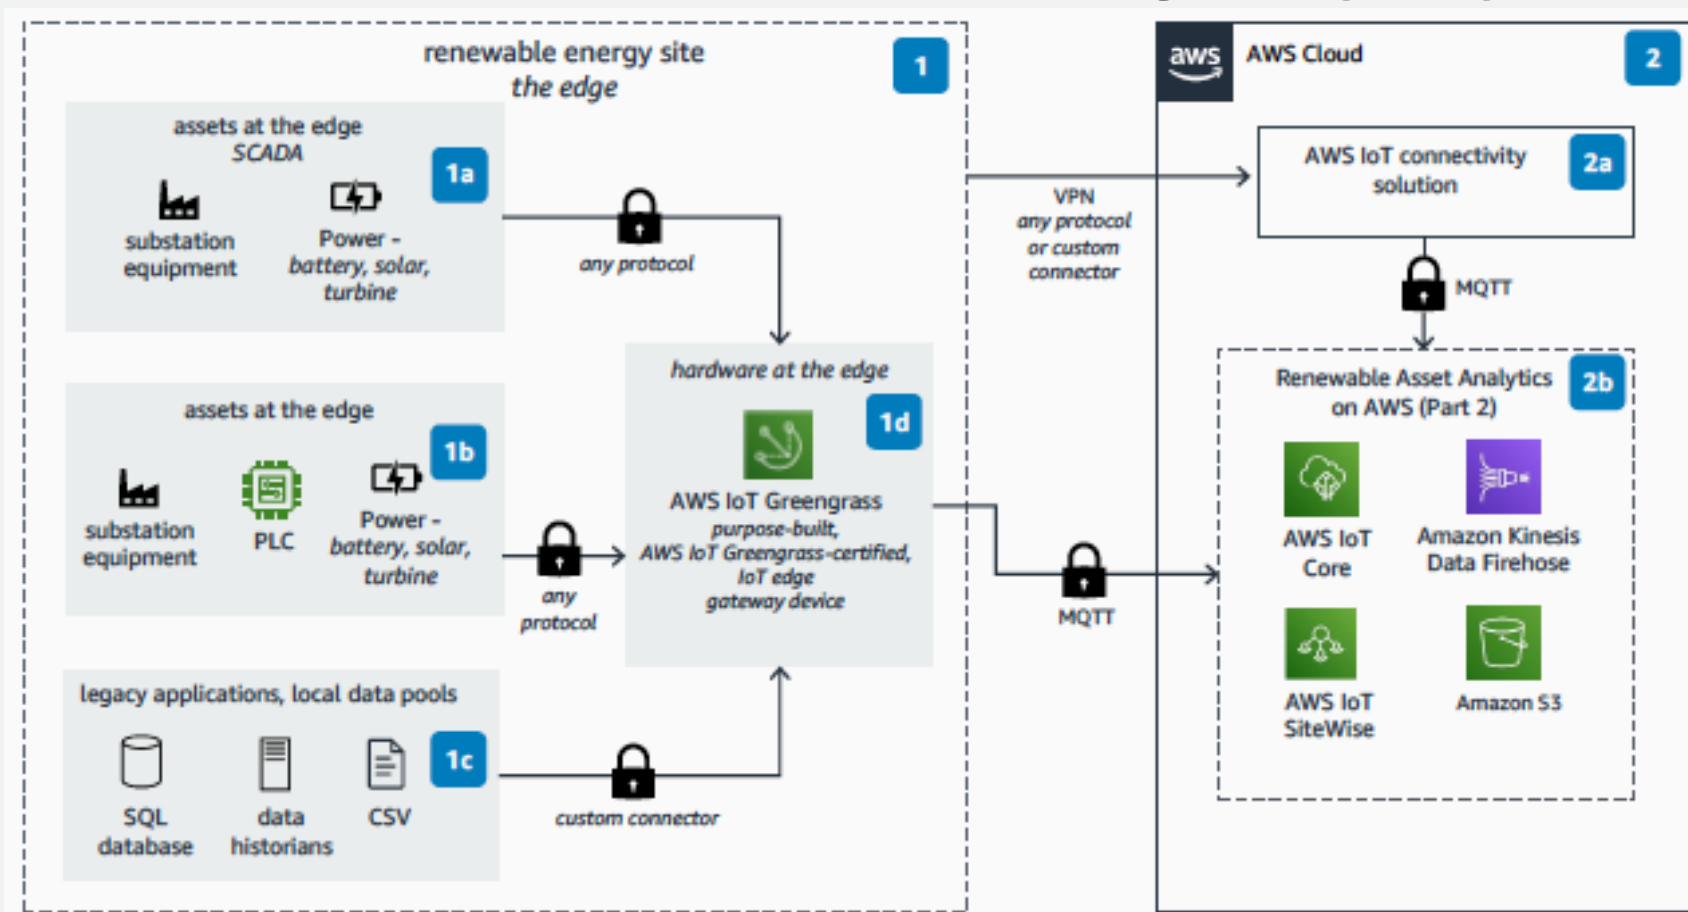 renewable energy site
the edge
1
assets at the edge
SCADA
1a
substation
equipment
Power -
battery, solar,
turbine
any protocol
assets at the edge
1b
substation
equipment
PLC
Power -
battery, solar,
turbine
any
protocol
legacy applications, local data pools
1c
SQL
database
data
historians
CSV
custom connector
hardware at the edge
1d
AWS IoT Greengrass
purpose-built,
AWS IoT Greengrass-certified,
IoT edge
gateway device
VPN
any protocol
or custom
connector
MQTT
aws
AWS Cloud
2
AWS IoT connectivity
solution
2a
MQTT
Renewable Asset Analytics
on AWS (Part 2)
2b
AWS IoT
Core
Amazon Kinesis
Data Firehose
AWS IoT
SiteWise
Amazon S3